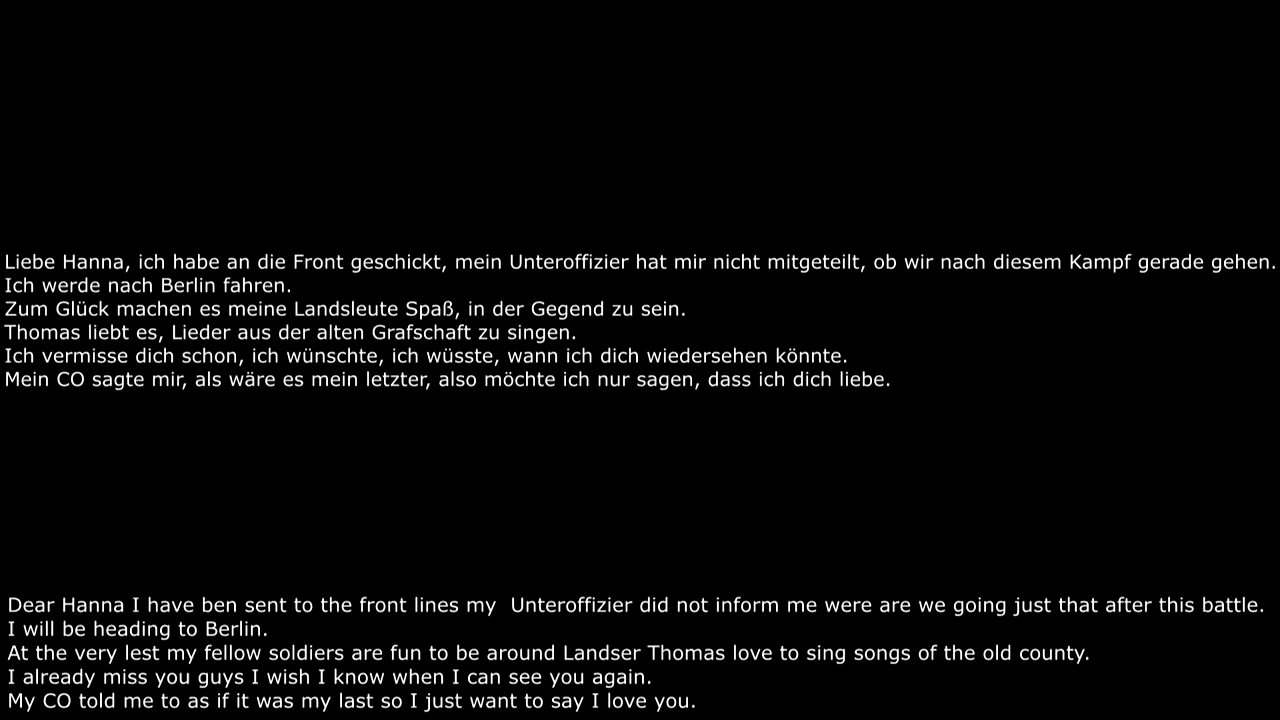 Liebe Hanna, ich habe an die Front geschickt, mein Unteroffizier hat mir nicht mitgeteilt, ob wir nach diesem Kampf gerade gehen.
Ich werde nach Berlin fahren.
Zum Glück machen es meine Landsleute Spaß, in der Gegend zu sein.
Thomas liebt es, Lieder aus der alten Grafschaft zu singen.
Ich vermisse dich schon, ich wünschte, ich wüsste, wann ich dich wiedersehen könnte.
Mein CO sagte mir, als wäre es mein letzter, also möchte ich nur sagen, dass ich dich liebe.
Dear Hanna I have ben sent to the front lines my  Unteroffizier did not inform me were are we going just that after this battle.
I will be heading to Berlin.
At the very lest my fellow soldiers are fun to be around Landser Thomas love to sing songs of the old county.
I already miss you guys I wish I know when I can see you again.
My CO told me to as if it was my last so I just want to say I love you.